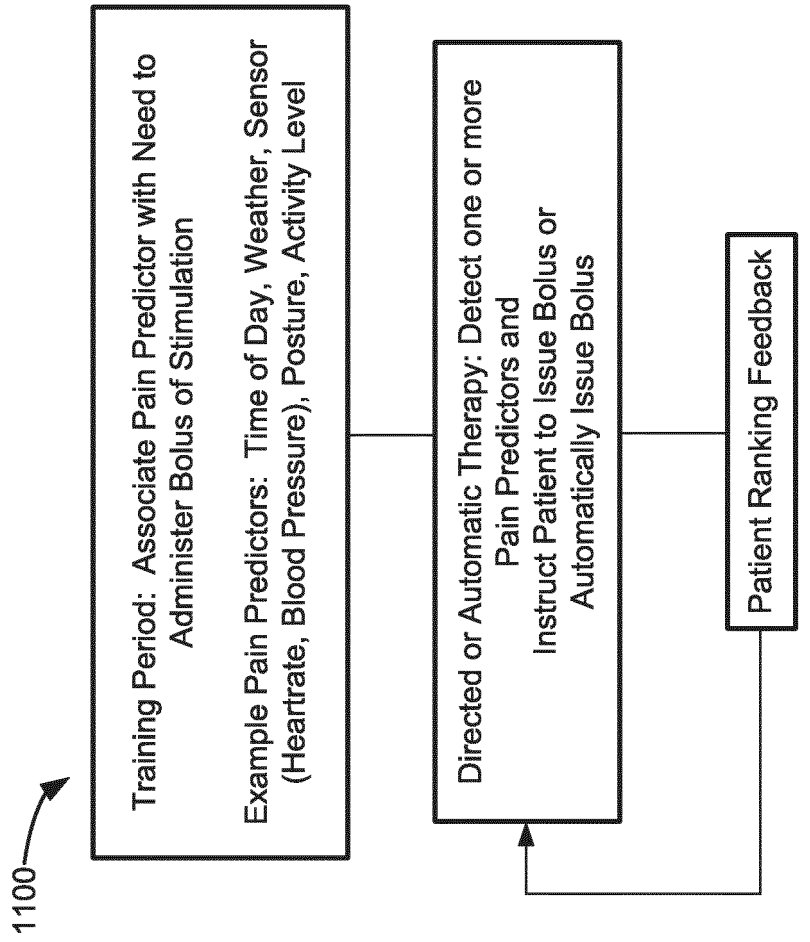 1100
Training Period: Associate Pain Predictor with Need to
Administer Bolus of Stimulation
Example Pain Predictors: Time of Day, Weather, Sensor
(Heartrate, Blood Pressure), Posture, Activity Level
Directed or Automatic Therapy: Detect one or more
Pain Predictors and
Instruct Patient to Issue Bolus or
Automatically Issue Bolus
Patient Ranking Feedback